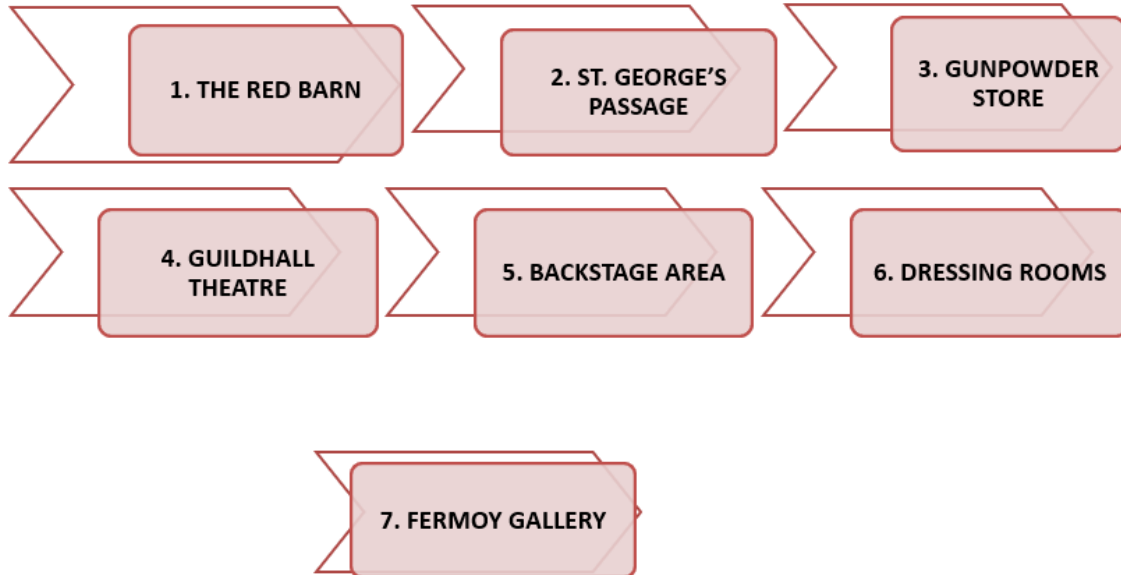 1. THE RED BARN
2. ST. GEORGE’S
PASSAGE
3. GUNPOWDER
STORE
4. GUILDHALL
THEATRE
5. BACKSTAGE AREA
6. DRESSING ROOMS
7. FERMOY GALLERY